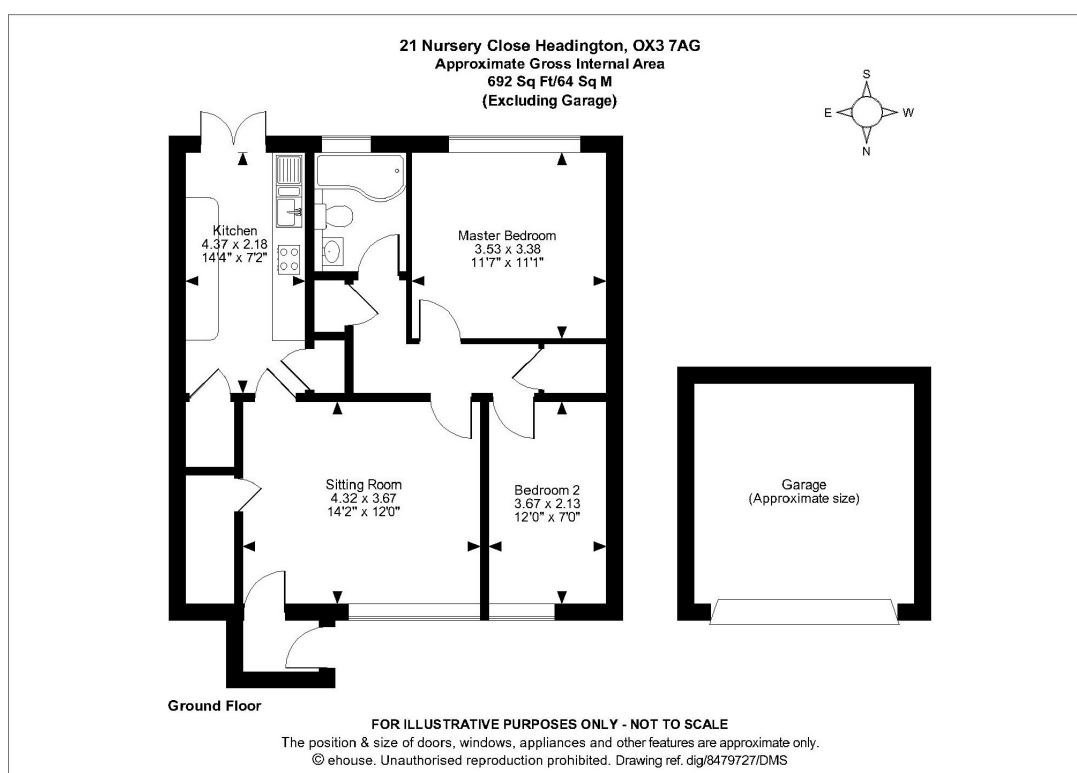 21 Nursery Close Headington, OX3 7AG
Approximate Gross Internal Area
692 Sq Ft/64 Sq M
(Excluding Garage)
S
E W
N
Kitchen
4.37 x 2.18
14'4" x 7'2"
Master Bedroom
3.53 x 3.38
11'7" x 11'1"
Sitting Room
4.32 x 3.67
14'2" x 12'0"
Bedroom 2
3.67 x 2.13
12'0" x 7'0"
Garage
(Approximate size)
Ground Floor
FOR ILLUSTRATIVE PURPOSES ONLY - NOT TO SCALE
The position & size of doors, windows, appliances and other features are approximate only.
© ehouse. Unauthorised reproduction prohibited. Drawing ref. dig/8479727/DMS